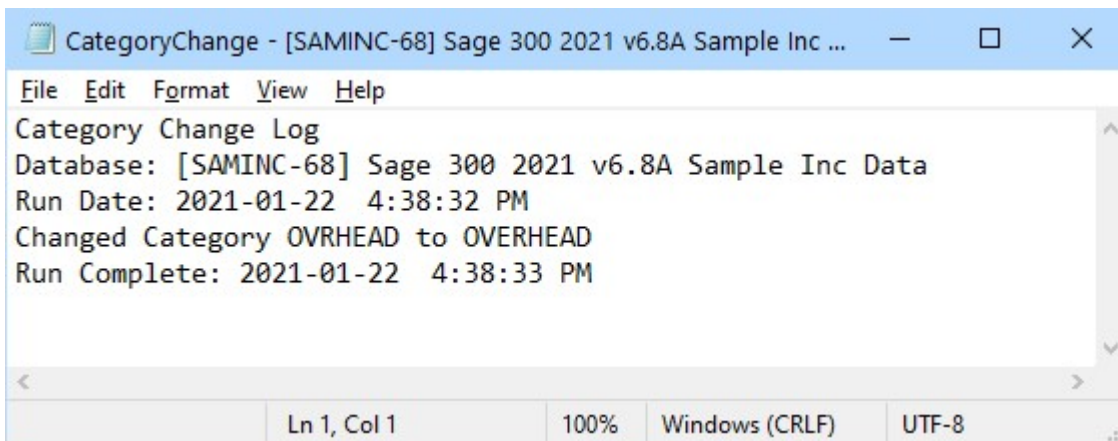 CategoryChange - [SAMINC-68] Sage 300 2021 v6.8A Sample Inc ...
File Edit Format View Help
Category Change Log
Database: [SAMINC-68] Sage 300 2021 v6.8A Sample Inc Data
Run Date: 2021-01-22  4:38:32 PM
Changed Category OVRHEAD to OVERHEAD
Run Complete: 2021-01-22  4:38:33 PM
Ln 1, Col 1 100% Windows (CRLF) UTF-8